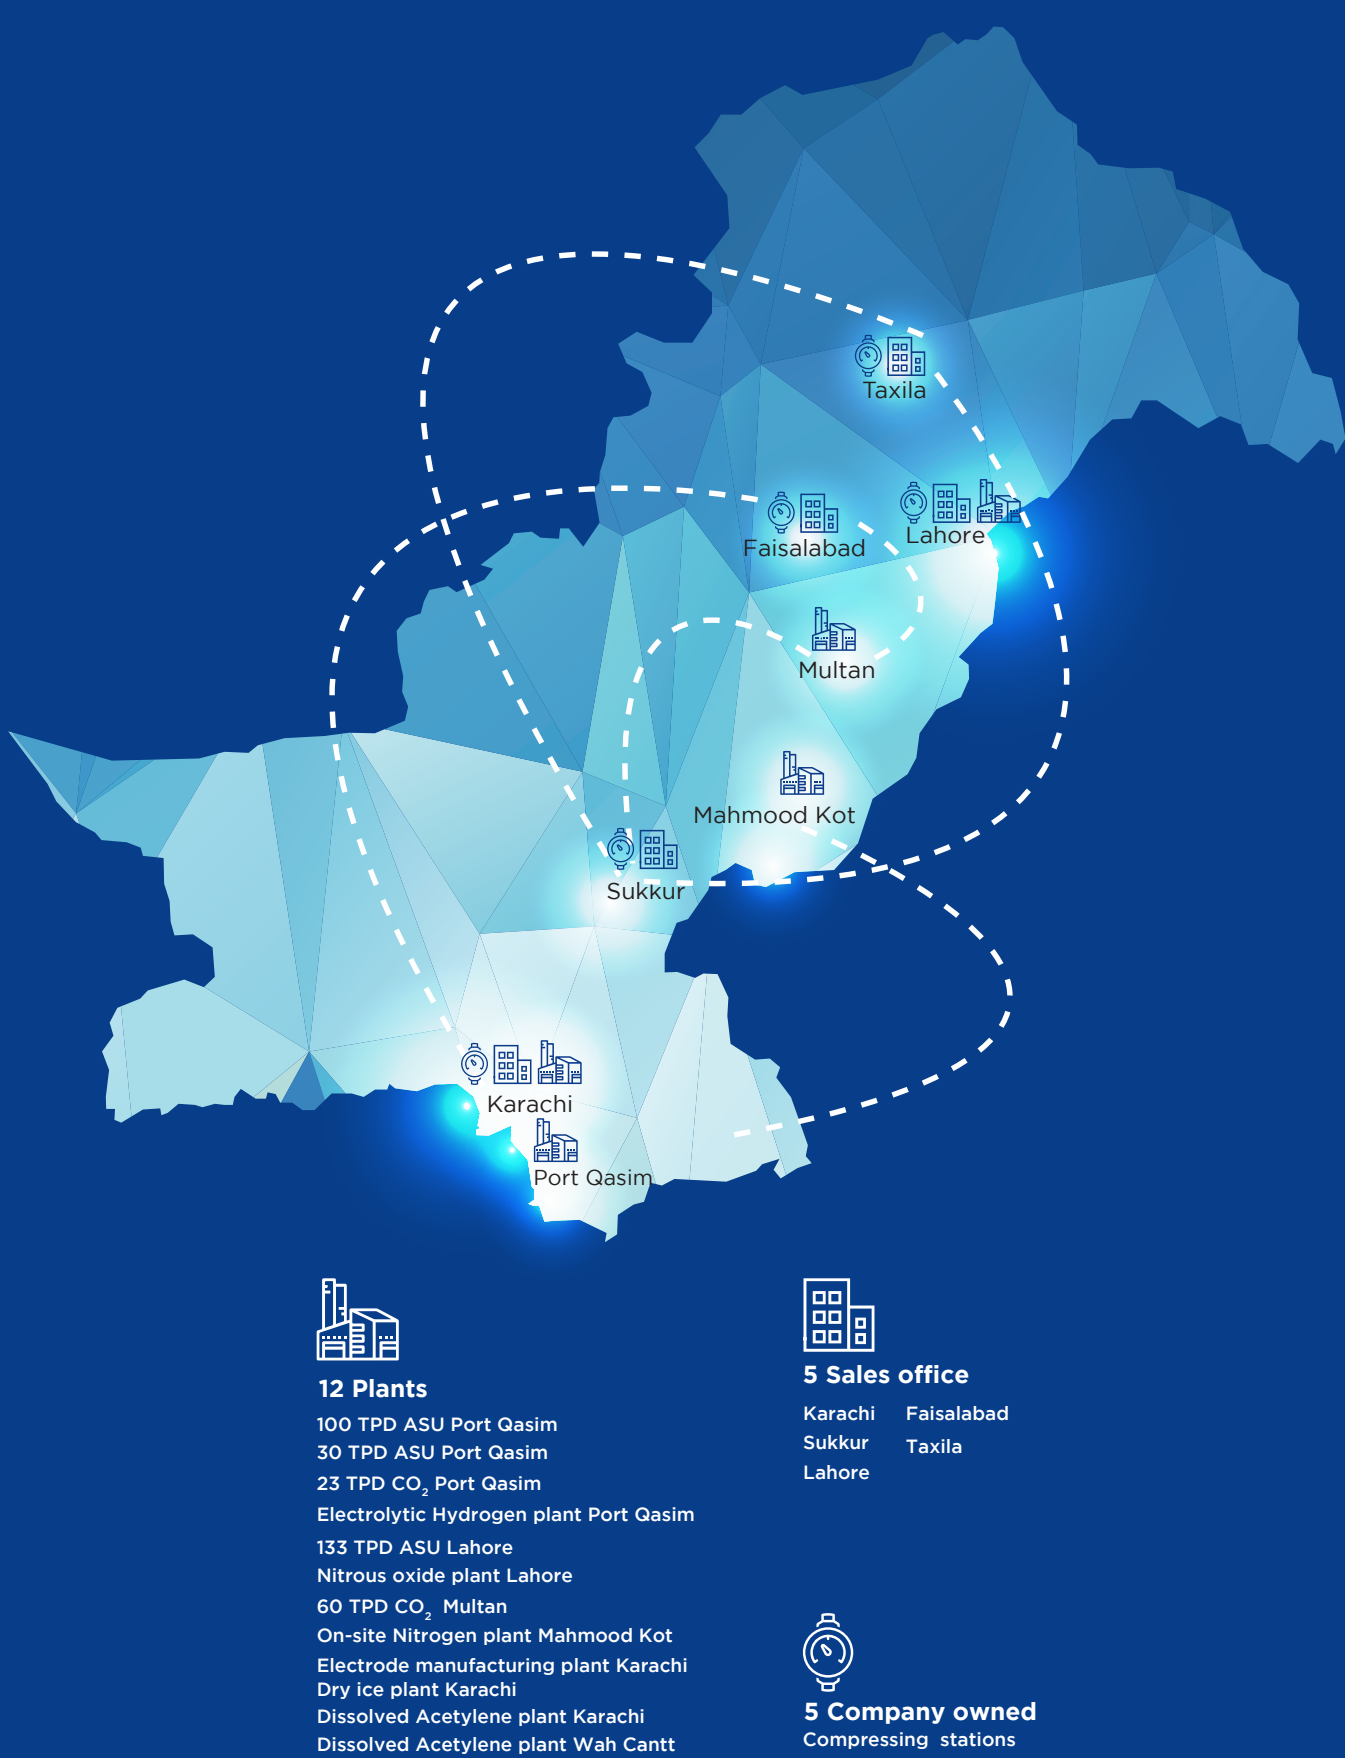 Taxila
Faisalabad
Lahore
Multan
Mahmood Kot
Sukkur
Karachi
Port Qasim
12 Plants
100 TPD ASU Port Qasim
30 TPD ASU Port Qasim
23 TPD CO₂ Port Qasim
Electrolytic Hydrogen plant Port Qasim
133 TPD ASU Lahore
Nitrous oxide plant Lahore
60 TPD CO₂ Multan
On-site Nitrogen plant Mahmood Kot
Electrode manufacturing plant Karachi
Dry ice plant Karachi
Dissolved Acetylene plant Karachi
Dissolved Acetylene plant Wah Cantt
5 Sales office
Karachi Faisalabad
Sukkur Taxila
Lahore
5 Company owned
Compressing stations